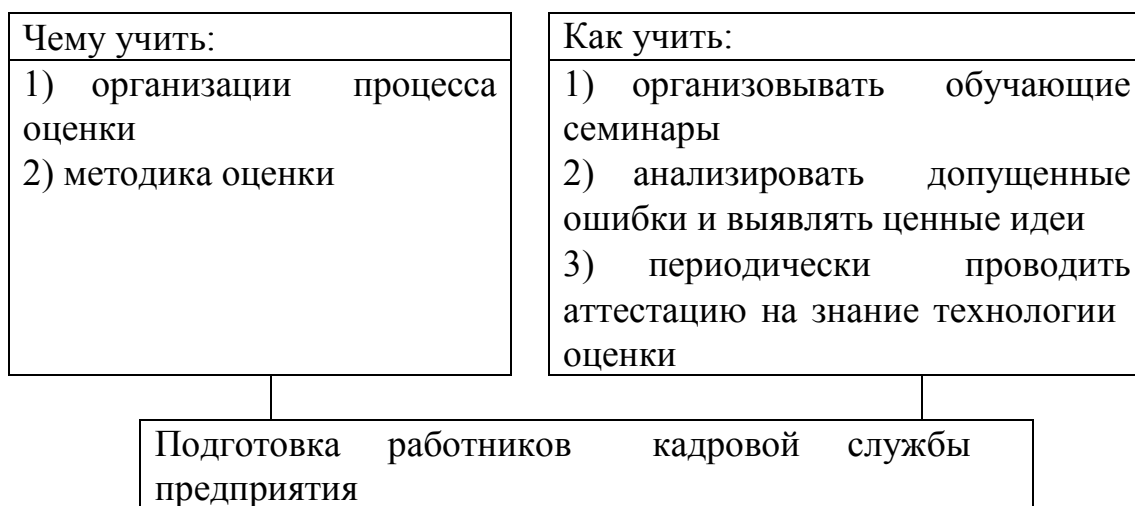 Чему учить:
1) организации процесса
оценки
2) методика оценки
Как учить:
1) организовывать обучающие
семинары
2) анализировать допущенные
ошибки и выявлять ценные идеи
3) периодически проводить
аттестацию на знание технологии
оценки
Подготовка работников кадровой службы
предприятия